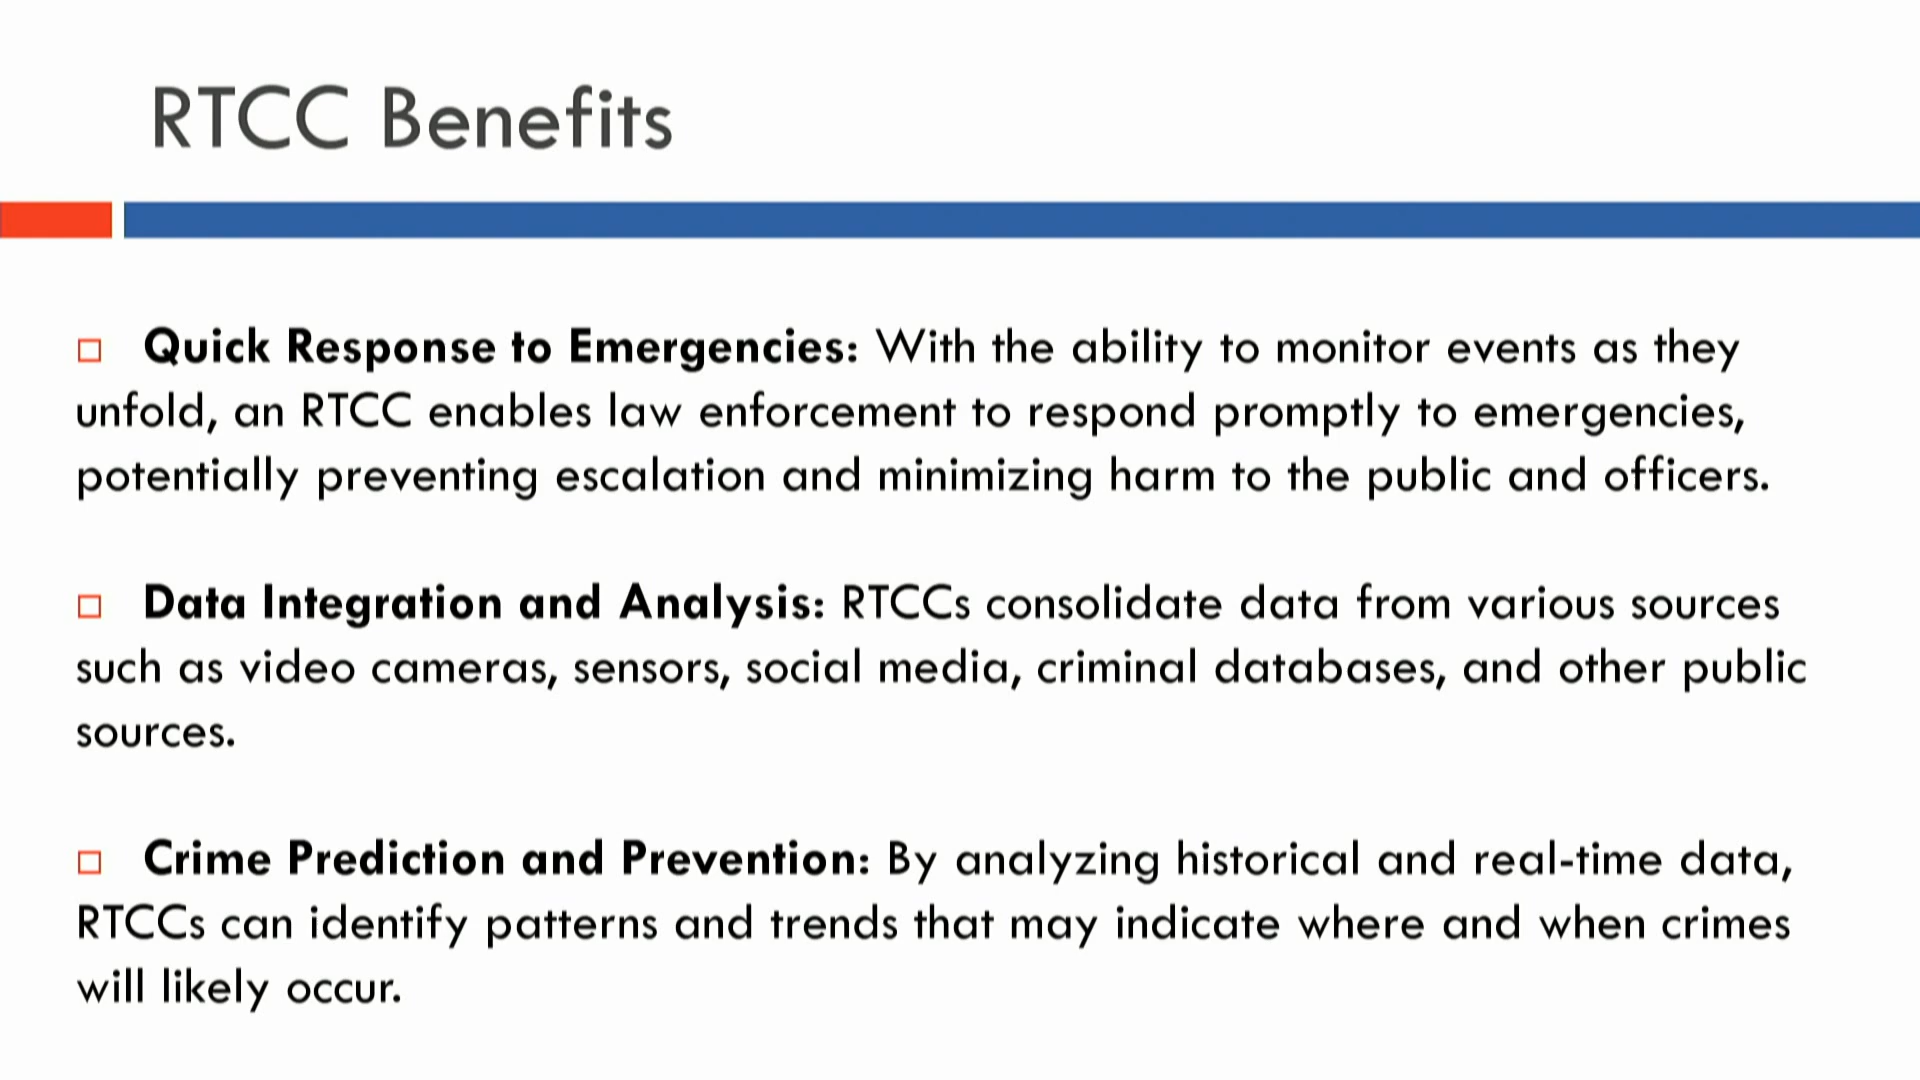 RTCC Benefits
Quick Response to Emergencies: With the ability to monitor events as they
unfold, an RTCC enables law enforcement to respond promptly to emergencies,
potentially preventing escalation and minimizing harm to the public and officers.
Data Integration and Analysis: RTCCs consolidate data from various sources
such as video cameras, sensors, social media, criminal databases, and other public
sources.
Crime Prediction and Prevention: By analyzing historical and real-time data,
RTCCs can identify patterns and trends that may indicate where and when crimes
will likely occur.